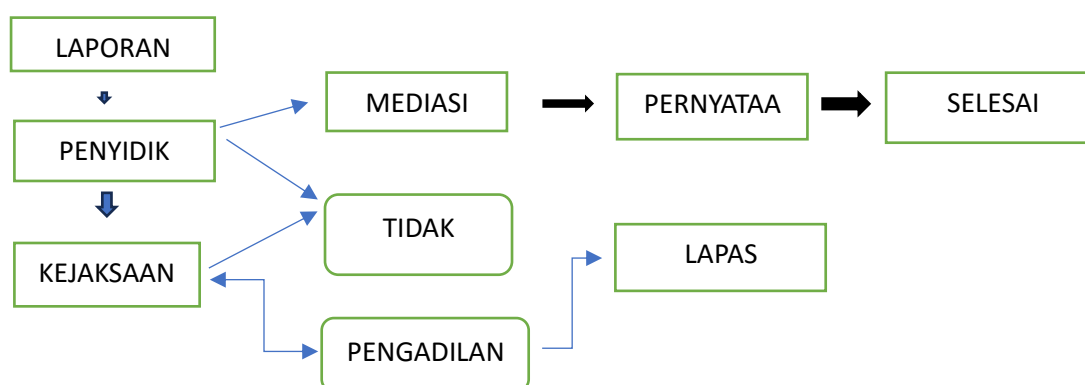 LAPORAN
MEDIASI
PERNYATAA
SELESAI
PENYIDIK
TIDAK
KEJAKSAAN
LAPAS
PENGADILAN